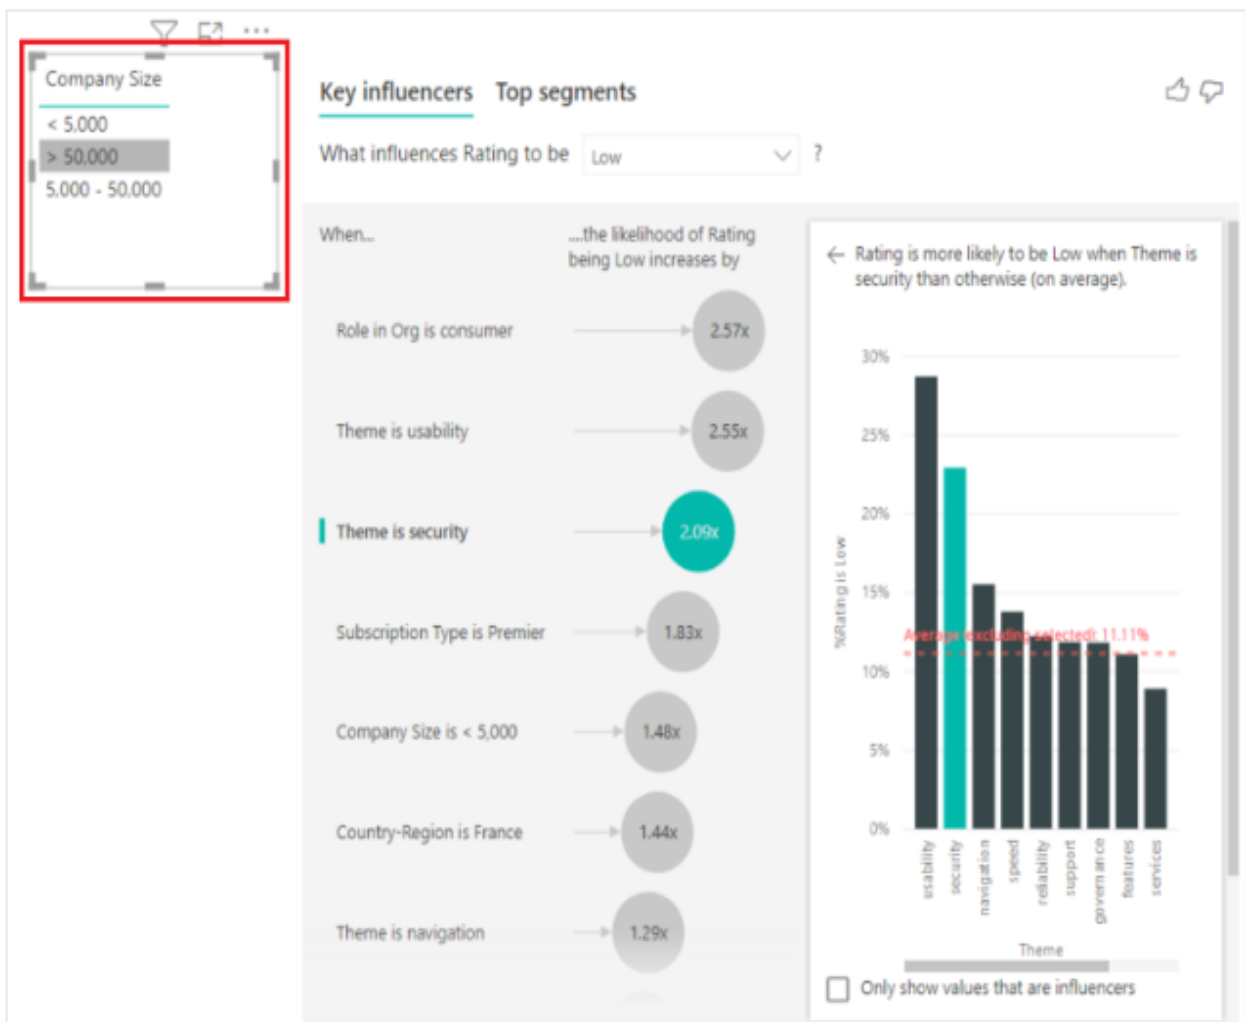 Company Size
< 5,000
> 50,000
5,000 - 50,000
Key influencers Top segments
What influences Rating to be Low ?
When...
....the likelihood of Rating
being Low increases by
Role in Org is consumer 2.57x
Theme is usability 2.55x
Theme is security 2.09x
Subscription Type is Premier 1.83x
Company Size is < 5,000 1.48x
Country-Region is France 1.44x
Theme is navigation 1.29x
Rating is more likely to be Low when Theme is
security than otherwise (on average).
30%
25%
20%
15%
10%
5%
0%
%Rating is Low
Average (excluding selected): 11.11%
usability
security
navigation
speed
reliability
support
governance
features
services
Theme
Only show values that are influencers